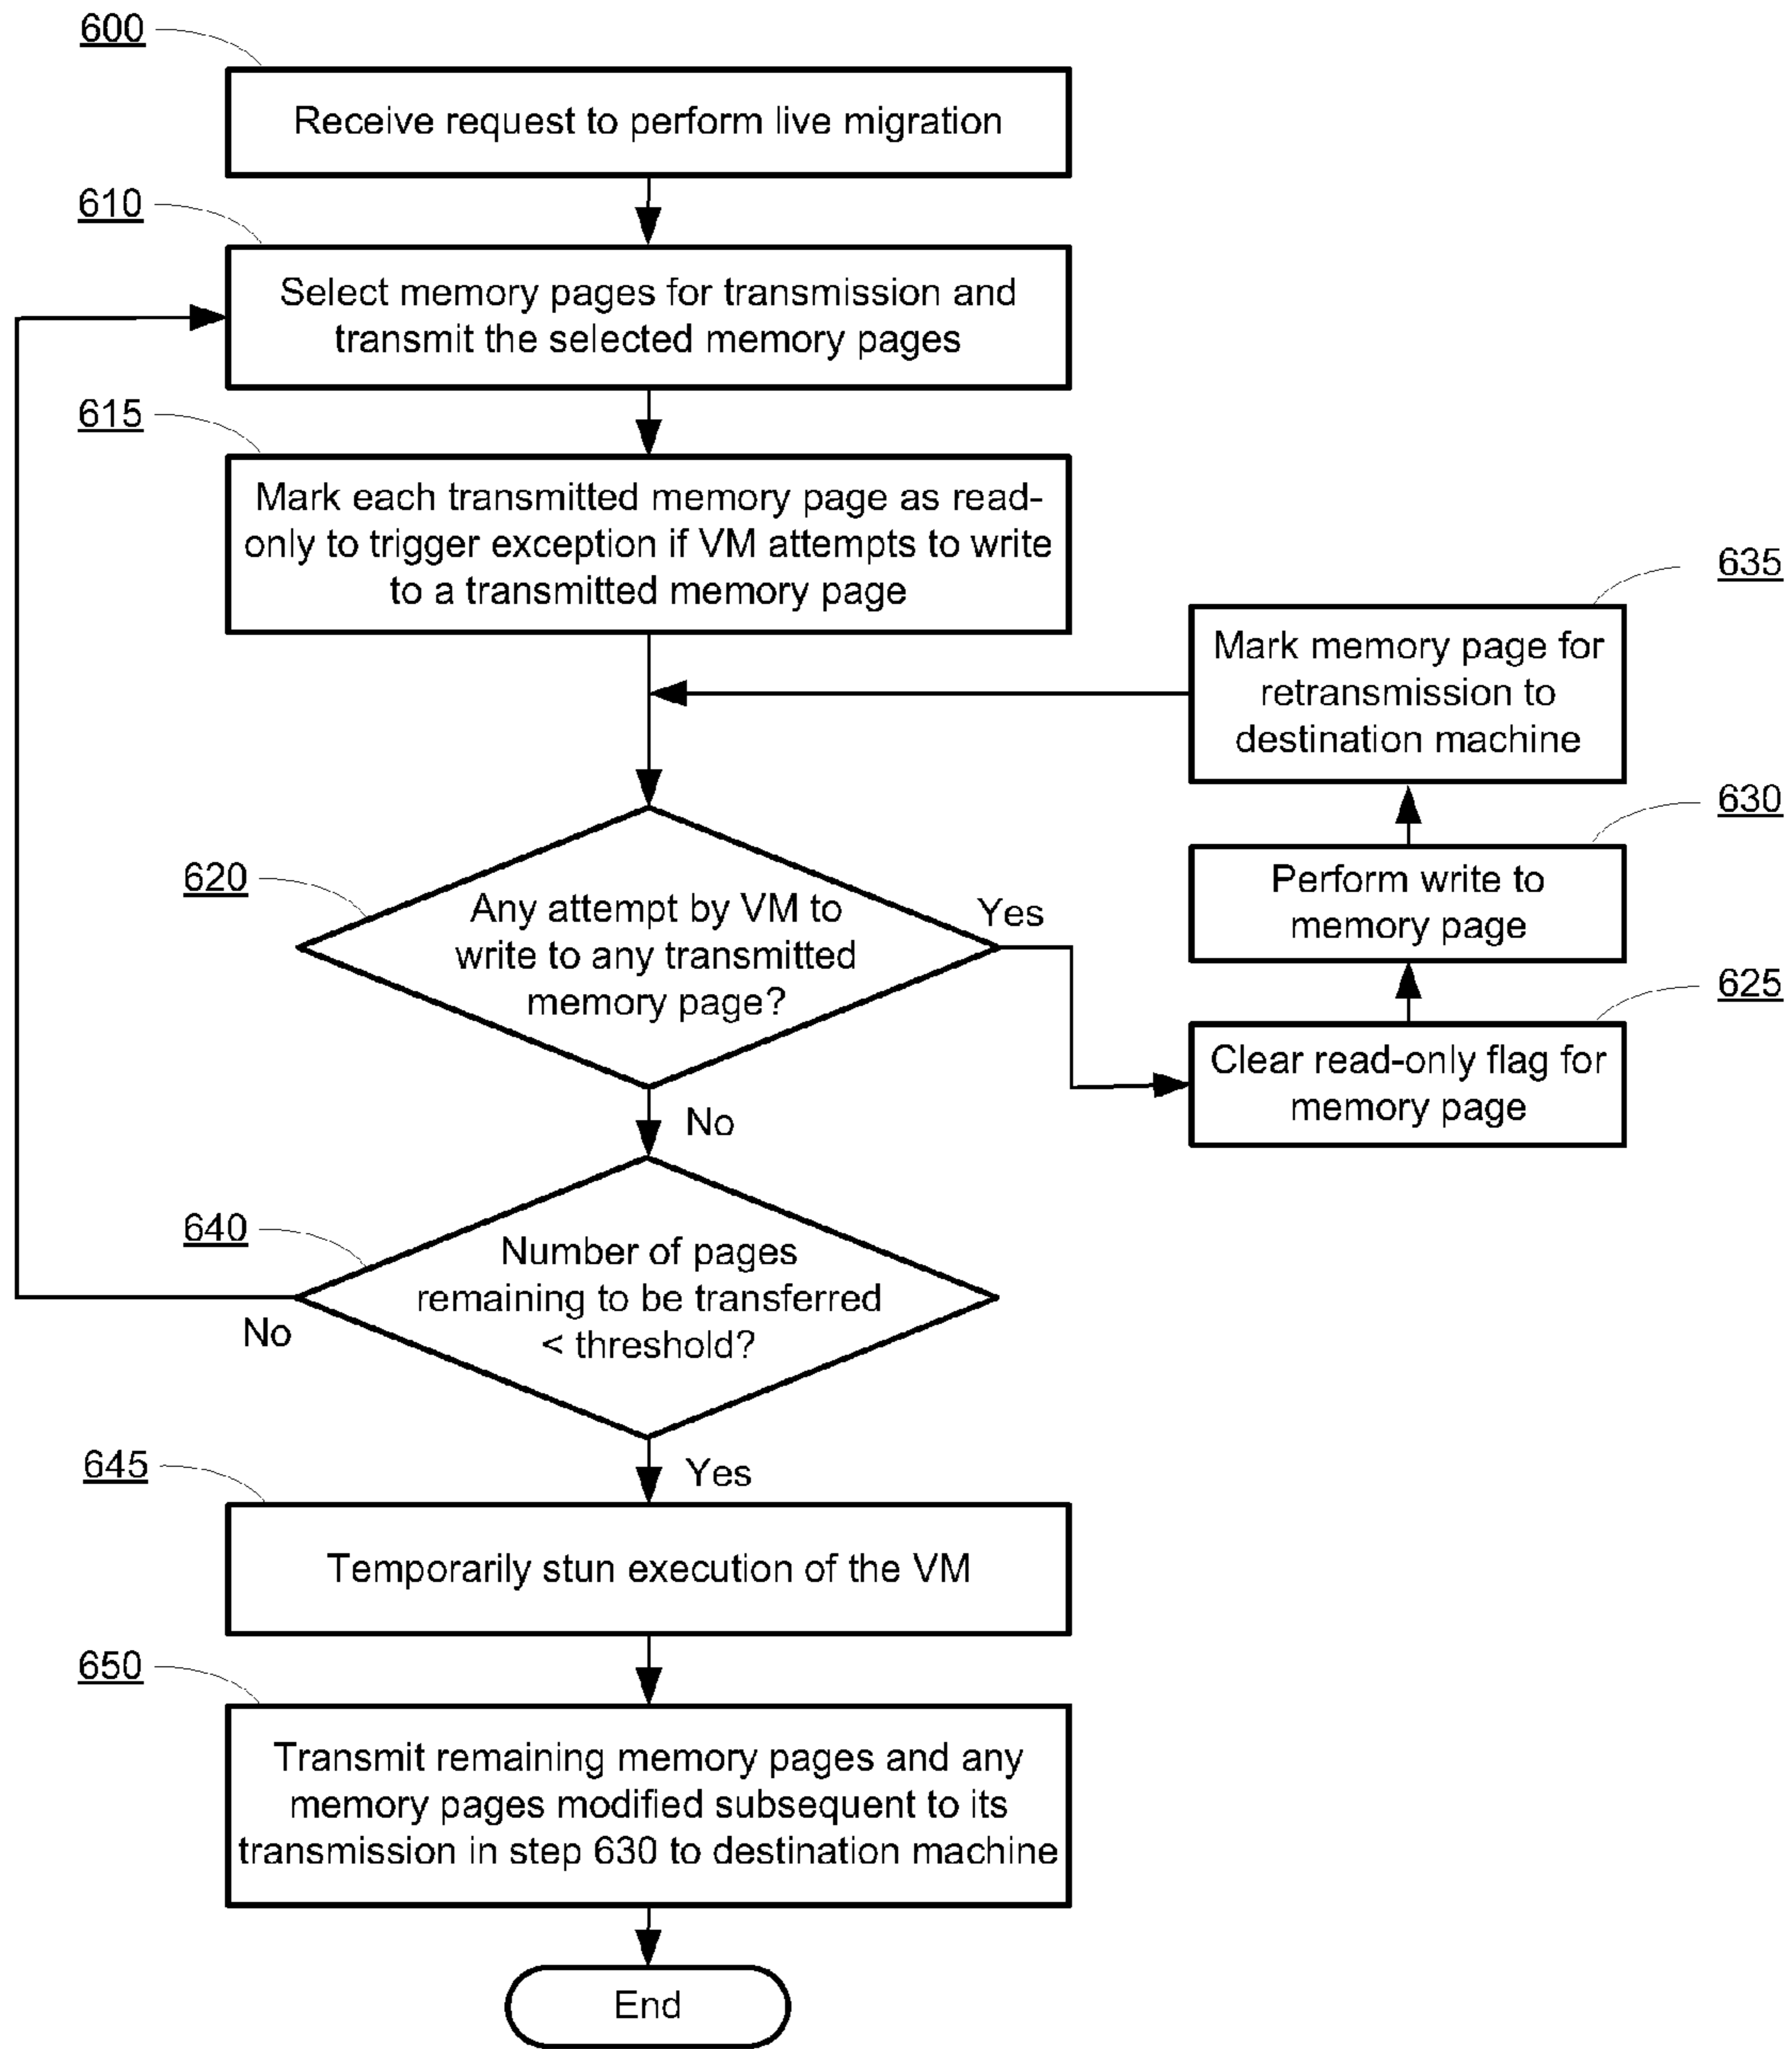 600
Receive request to perform live migration
610
Select memory pages for transmission and
transmit the selected memory pages
615
Mark each transmitted memory page as read-
only to trigger exception if VM attempts to write
to a transmitted memory page
635
Mark memory page for
retransmission to
destination machine
630
Perform write to
memory page
620
Any attempt by VM to
write to any transmitted
memory page?
Yes
625
Clear read-only flag for
memory page
No
640
Number of pages
remaining to be transferred
< threshold?
No
Yes
645
Temporarily stun execution of the VM
650
Transmit remaining memory pages and any
memory pages modified subsequent to its
transmission in step 630 to destination machine
End